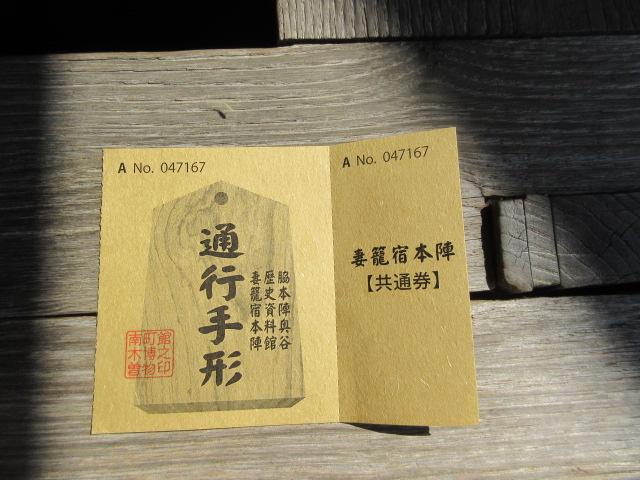 A No. 047167
通行手形
脇本陣奥谷
歴史資料館
妻籠宿本陣
南木曽
町博物
館之印
A No. 047167
妻籠宿本陣
【共通券】